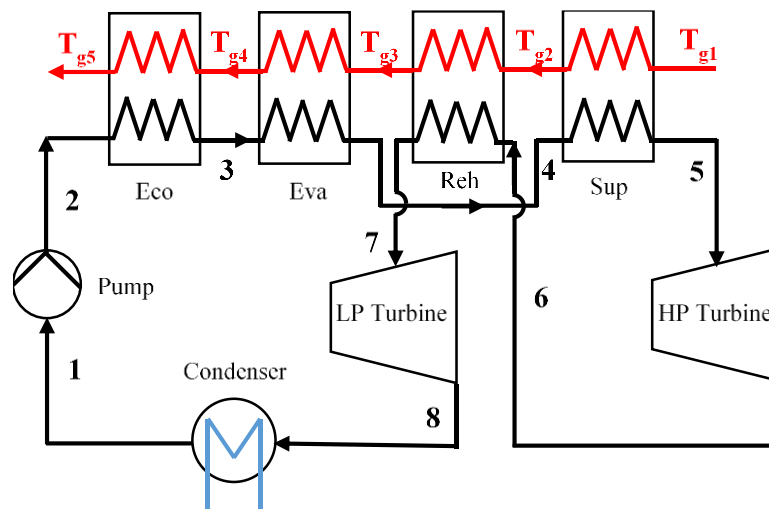 Tg5
Tg4
Tg3
Tg2
Tg1
Eco
3
Eva
Reh
4
Sup
5
2
7
Pump
LP Turbine
6
HP Turbine
1
Condenser
8